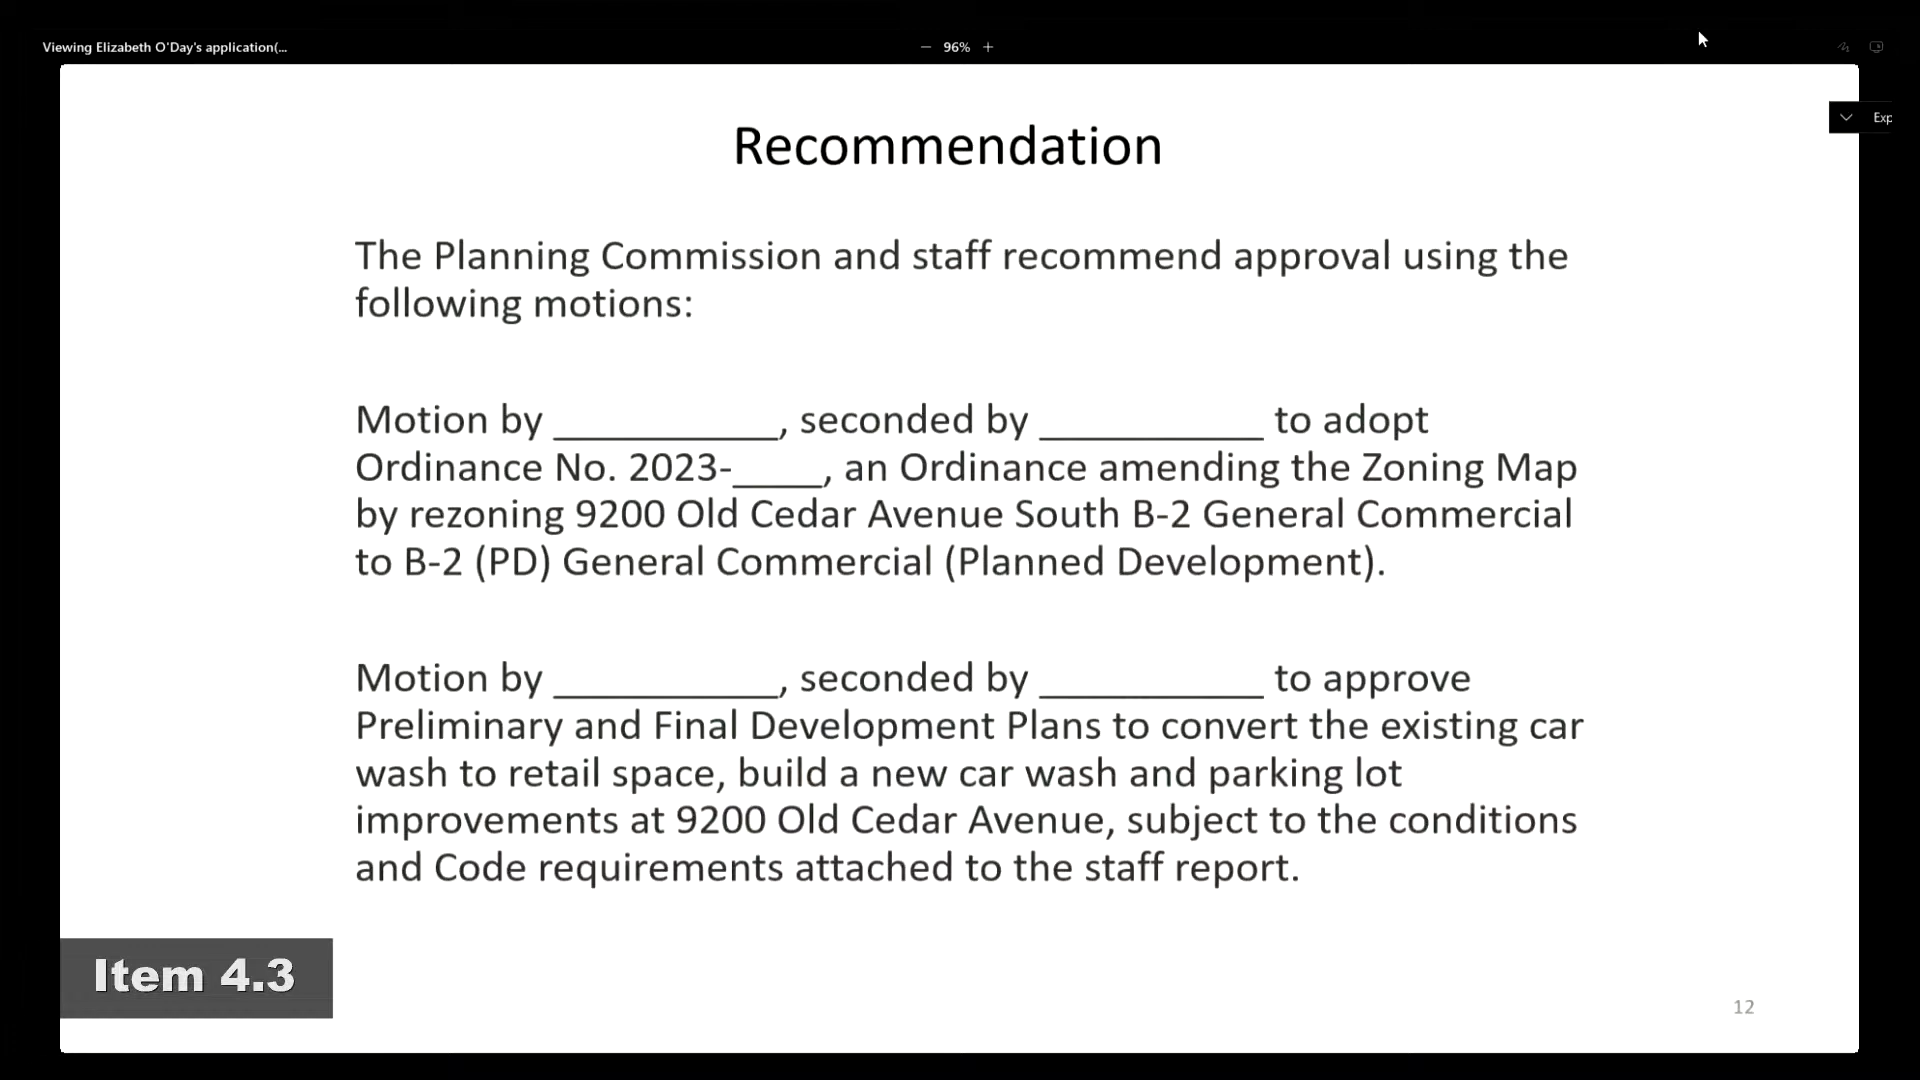 Viewing Elizabeth O'Day's application(...
— 96% +
Exp
Recommendation
The Planning Commission and staff recommend approval using the
following motions:
Motion by __________, seconded by __________ to adopt
Ordinance No. 2023-____, an Ordinance amending the Zoning Map
by rezoning 9200 Old Cedar Avenue South B-2 General Commercial
to B-2 (PD) General Commercial (Planned Development).
Motion by __________, seconded by __________ to approve
Preliminary and Final Development Plans to convert the existing car
wash to retail space, build a new car wash and parking lot
improvements at 9200 Old Cedar Avenue, subject to the conditions
and Code requirements attached to the staff report.
Item 4.3
12